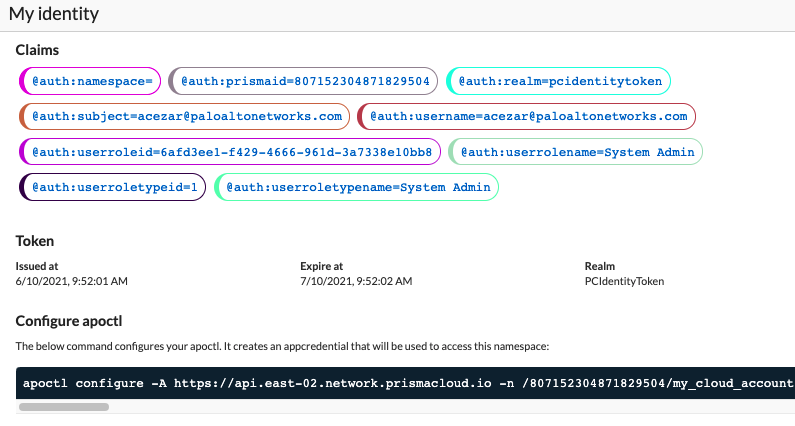 My identity
Claims
@auth:namespace= @auth:prismaid=807152304871829504 @auth:realm=pcidentitytoken
@auth:subject=acezar@paloaltonetworks.com @auth:username=acezar@paloaltonetworks.com
@auth:userroleid=6afd3ee1-f429-4666-961d-3a7338e10bb8 @auth:userrolename=System Admin
@auth:userroletypeid=1 @auth:userroletypename=System Admin
Token
Issued at Expire at Realm
6/10/2021, 9:52:01 AM 7/10/2021, 9:52:02 AM PCIdentityToken
Configure apoctl
The below command configures your apoctl. It creates an appcredential that will be used to access this namespace:
apoctl configure -A https://api.east-02.network.prismacloud.io -n /807152304871829504/my_cloud_account